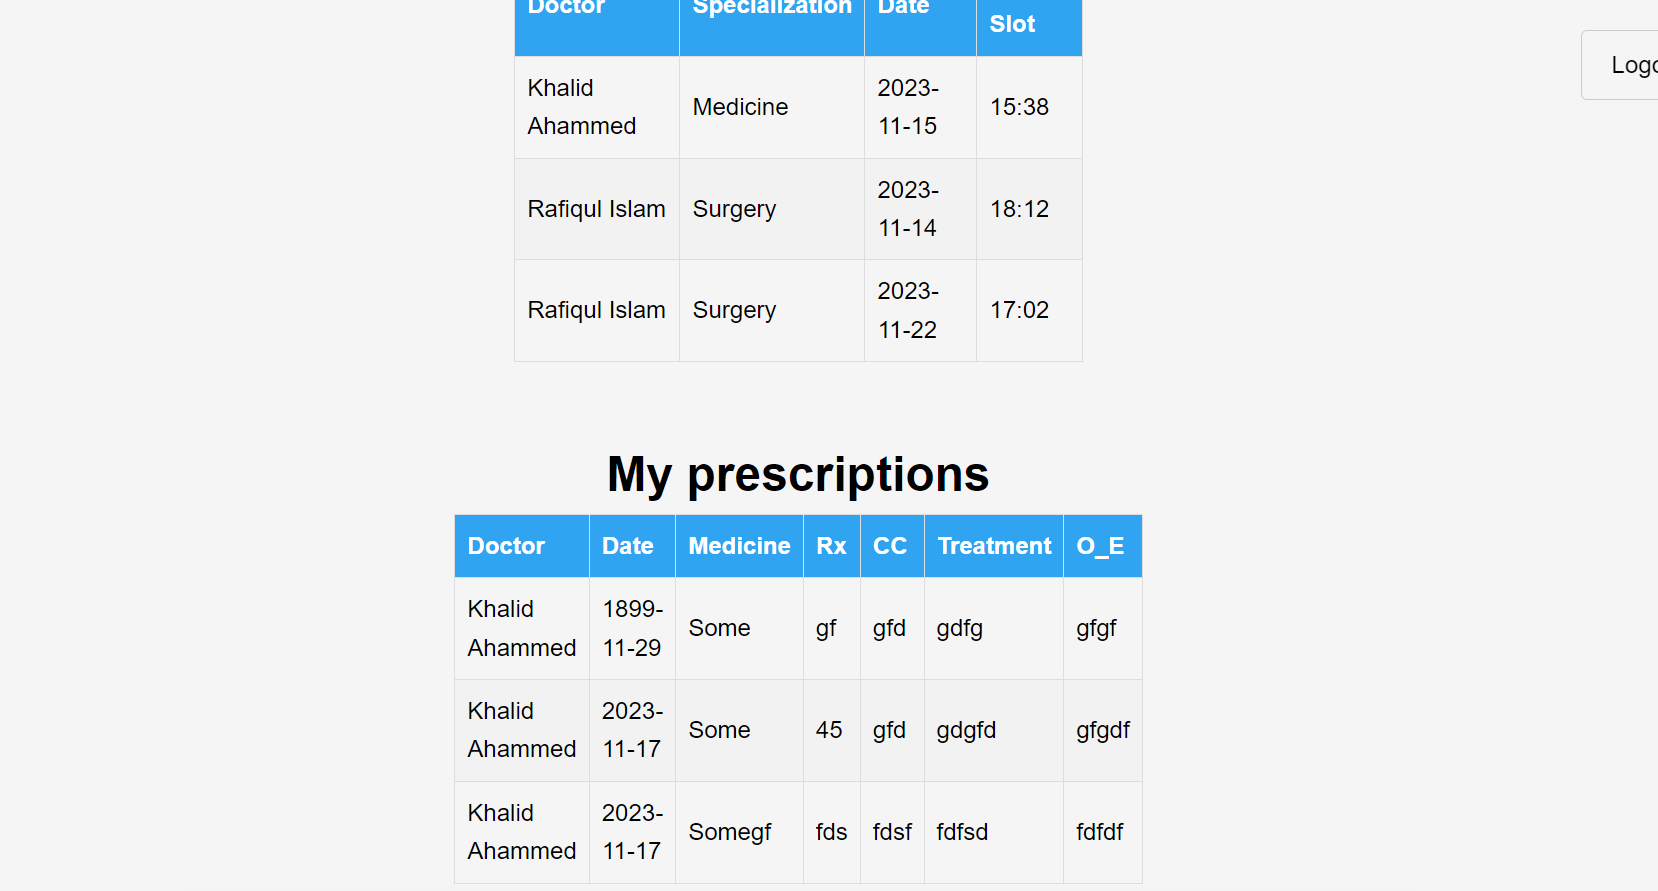 Doctor Specialization Date Slot
Khalid Ahammed Medicine 2023-11-15 15:38
Rafiqul Islam Surgery 2023-11-14 18:12
Rafiqul Islam Surgery 2023-11-22 17:02
My prescriptions
Doctor Date Medicine Rx CC Treatment O_E
Khalid Ahammed 1899-11-29 Some gf gfd gdfg gfgf
Khalid Ahammed 2023-11-17 Some 45 gfd gdgfd gfgdf
Khalid Ahammed 2023-11-17 Somegf fds fdsf fdfsd fdfdf